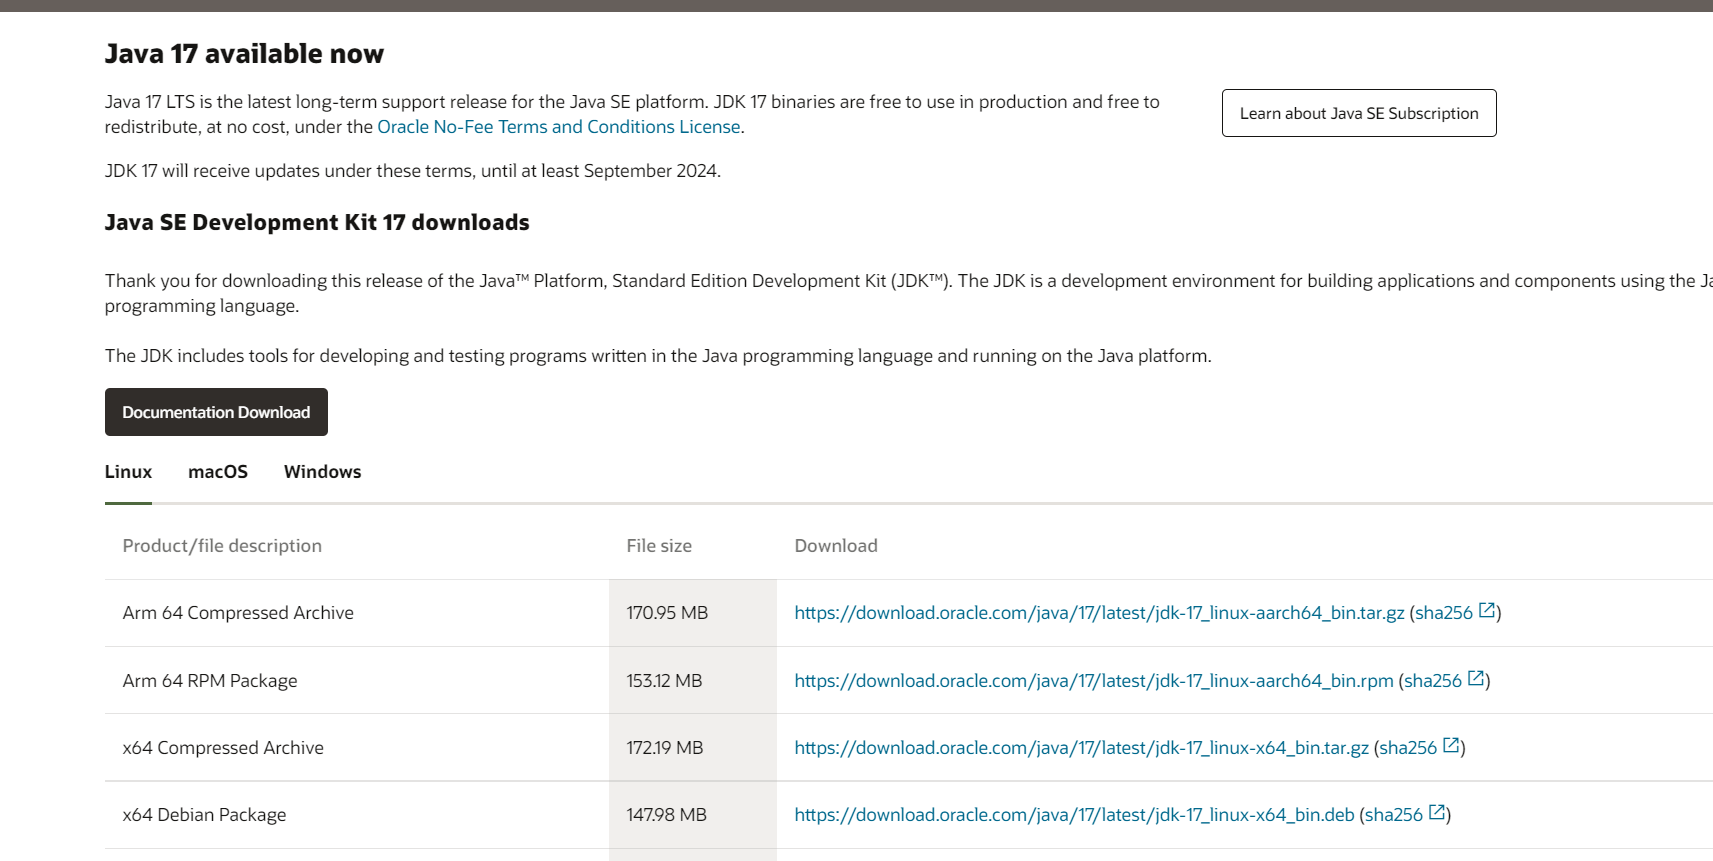 Java 17 available now
Java 17 LTS is the latest long-term support release for the Java SE platform. JDK 17 binaries are free to use in production and free to
redistribute, at no cost, under the Oracle No-Fee Terms and Conditions License.
Learn about Java SE Subscription
JDK 17 will receive updates under these terms, until at least September 2024.
Java SE Development Kit 17 downloads
Thank you for downloading this release of the Java™ Platform, Standard Edition Development Kit (JDK™). The JDK is a development environment for building applications and components using the
programming language.
The JDK includes tools for developing and testing programs written in the Java programming language and running on the Java platform.
Documentation Download
Linux macOS Windows
Product/file description File size Download
Arm 64 Compressed Archive 170.95 MB https://download.oracle.com/java/17/latest/jdk-17_linux-aarch64_bin.tar.gz (sha256)
Arm 64 RPM Package 153.12 MB https://download.oracle.com/java/17/latest/jdk-17_linux-aarch64_bin.rpm (sha256)
x64 Compressed Archive 172.19 MB https://download.oracle.com/java/17/latest/jdk-17_linux-x64_bin.tar.gz (sha256)
x64 Debian Package 147.98 MB https://download.oracle.com/java/17/latest/jdk-17_linux-x64_bin.deb (sha256)